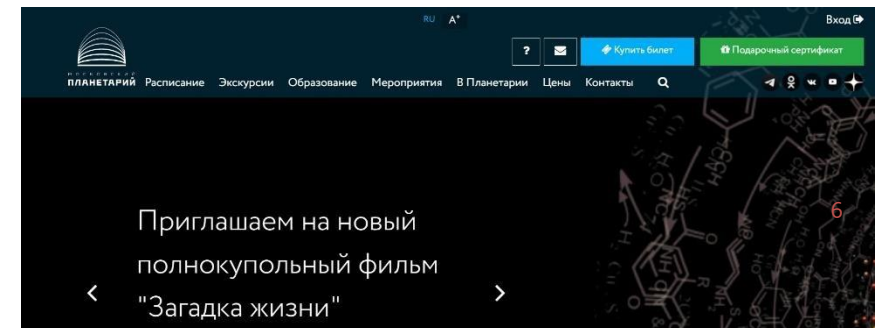 RU A+
Вход
?
Купить билет
Подарочный сертификат
МОСКОВСКИЙ
ПЛАНЕТАРИЙ
Расписание Экскурсии Образование Мероприятия В Планетарии Цены Контакты
6
Приглашаем на новый
полнокупольный фильм
"Загадка жизни"